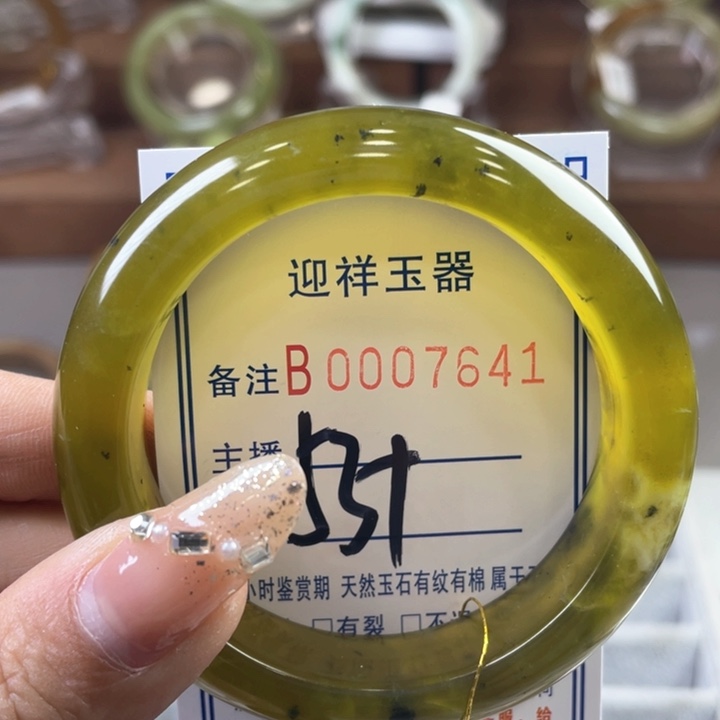 迎祥玉器
备注B0007641
主播
小时鉴赏期 天然玉石有纹有棉 属于
□有裂 □不